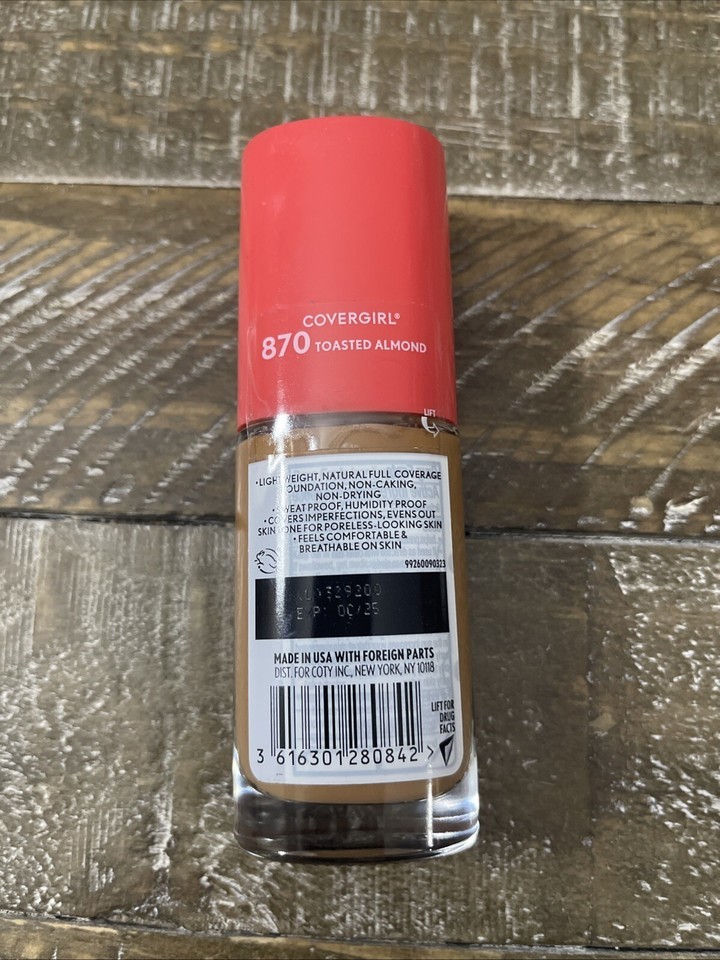 COVERGIRL®
870 TOASTED ALMOND
LIFT
• LIGHTWEIGHT, NATURAL FULL COVERAGE
FOUNDATION, NON-CAKING,
NON-DRYING
• SWEAT PROOF, HUMIDITY PROOF
• COVERS IMPERFECTIONS, EVENS OUT
SKIN TONE FOR PORELESS-LOOKING SKIN
• FEELS COMFORTABLE &
BREATHABLE ON SKIN
99260090323
MADE IN USA WITH FOREIGN PARTS
DIST. FOR COTY INC., NEW YORK, NY 10118
LIFT FOR
DRUG
FACTS
3 616301 280842 >